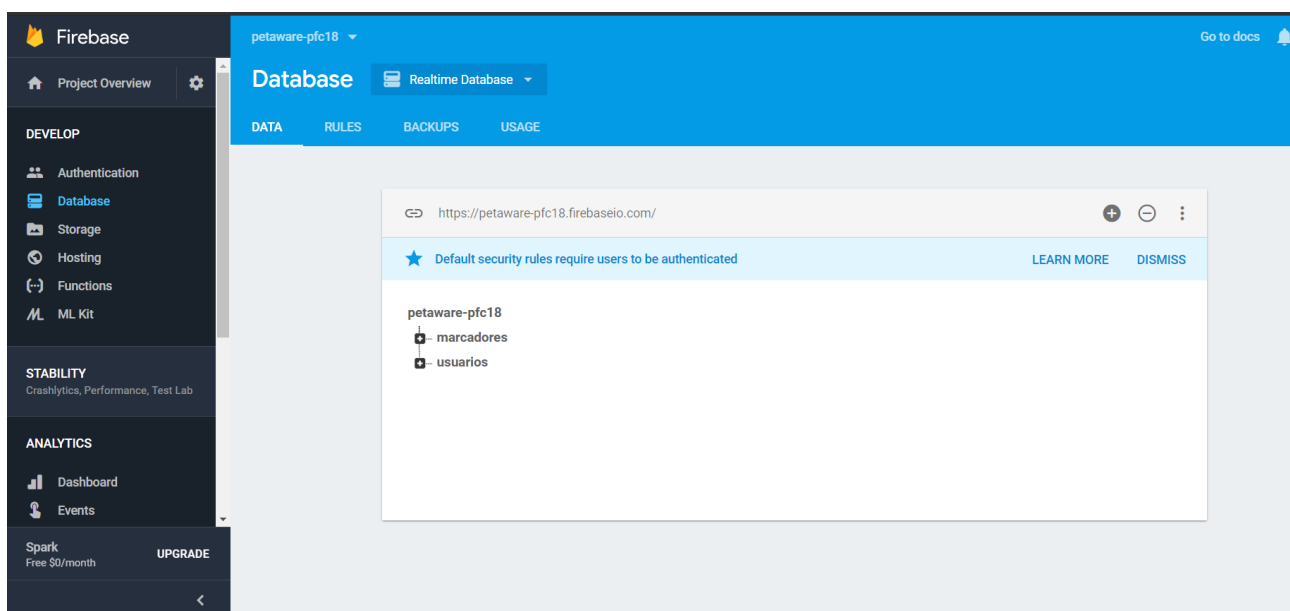 Firebase
petaware-pfc18
Go to docs
Project Overview
Database
Realtime Database
DATA RULES BACKUPS USAGE
DEVELOP
Authentication
Database
Storage
Hosting
Functions
ML Kit
STABILITY
Crashlytics, Performance, Test Lab
ANALYTICS
Dashboard
Events
Spark
Free $0/month
UPGRADE
https://petaware-pfc18.firebaseio.com/
Default security rules require users to be authenticated
LEARN MORE DISMISS
petaware-pfc18
marcadores
usuarios